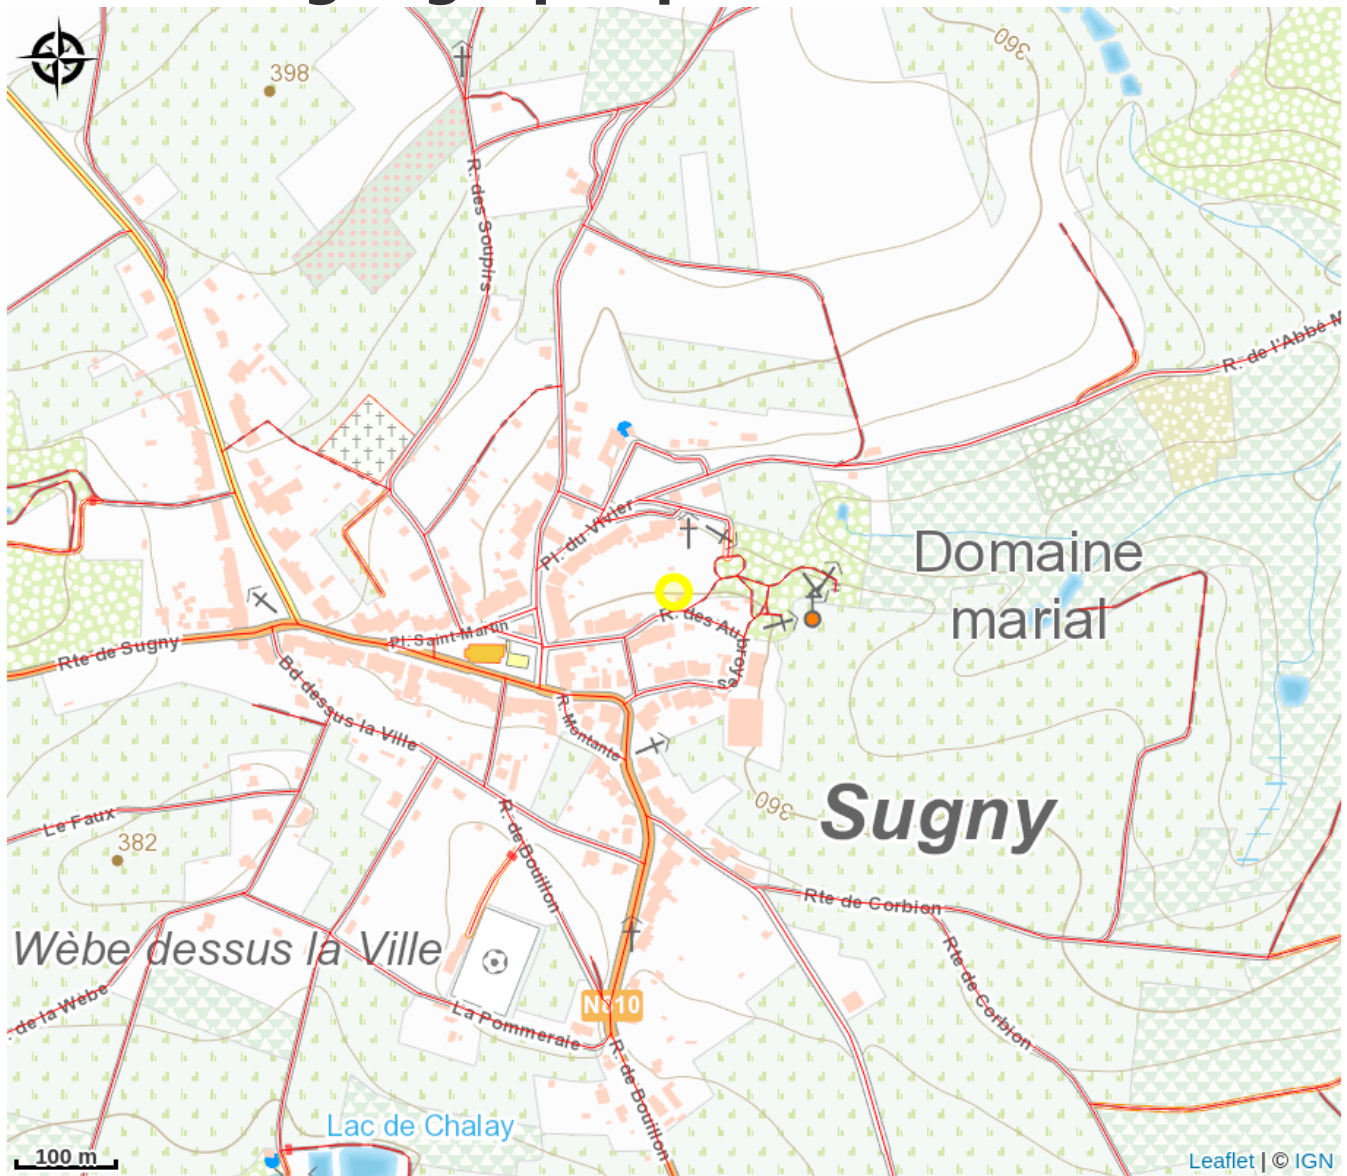 360
398
R. des Soupirs
R. de l'Abbé M
Pl. du Vivier
Domaine
marial
R. des Aubroyes
Pl. Saint-Martin
Rte de Sugny
Bd dessus la Ville
R. Montante
360
Sugny
Le Faux
382
R. de Bouillon
Rte de Corbion
Wèbe dessus la Ville
Rte de Corbion
. de la Wèbe
N810
La Pommeraie
R. de Bouillon
Lac de Chalay
100 m
Leaflet | © IGN